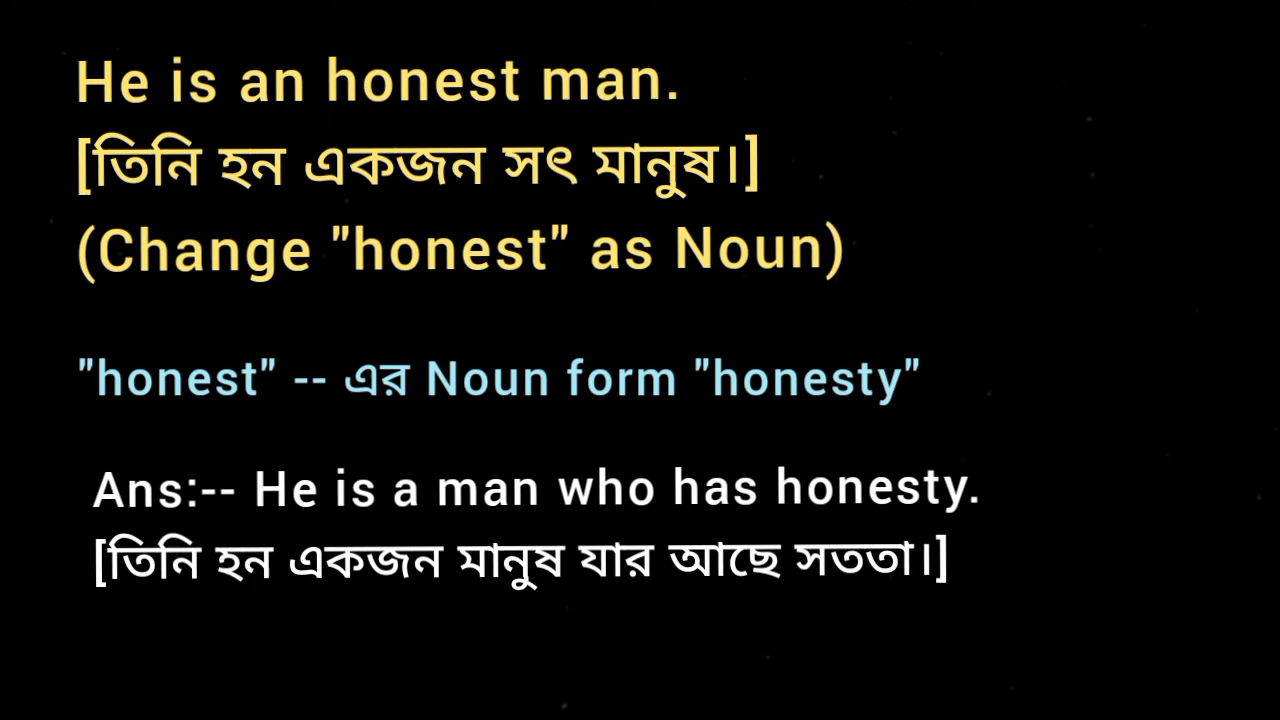 He is an honest man.
[তিনি হন একজন সৎ মানুষ।]
(Change "honest" as Noun)
"honest" -- এর Noun form "honesty"
Ans:-- He is a man who has honesty.
[তিনি হন একজন মানুষ যার আছে সততা।]